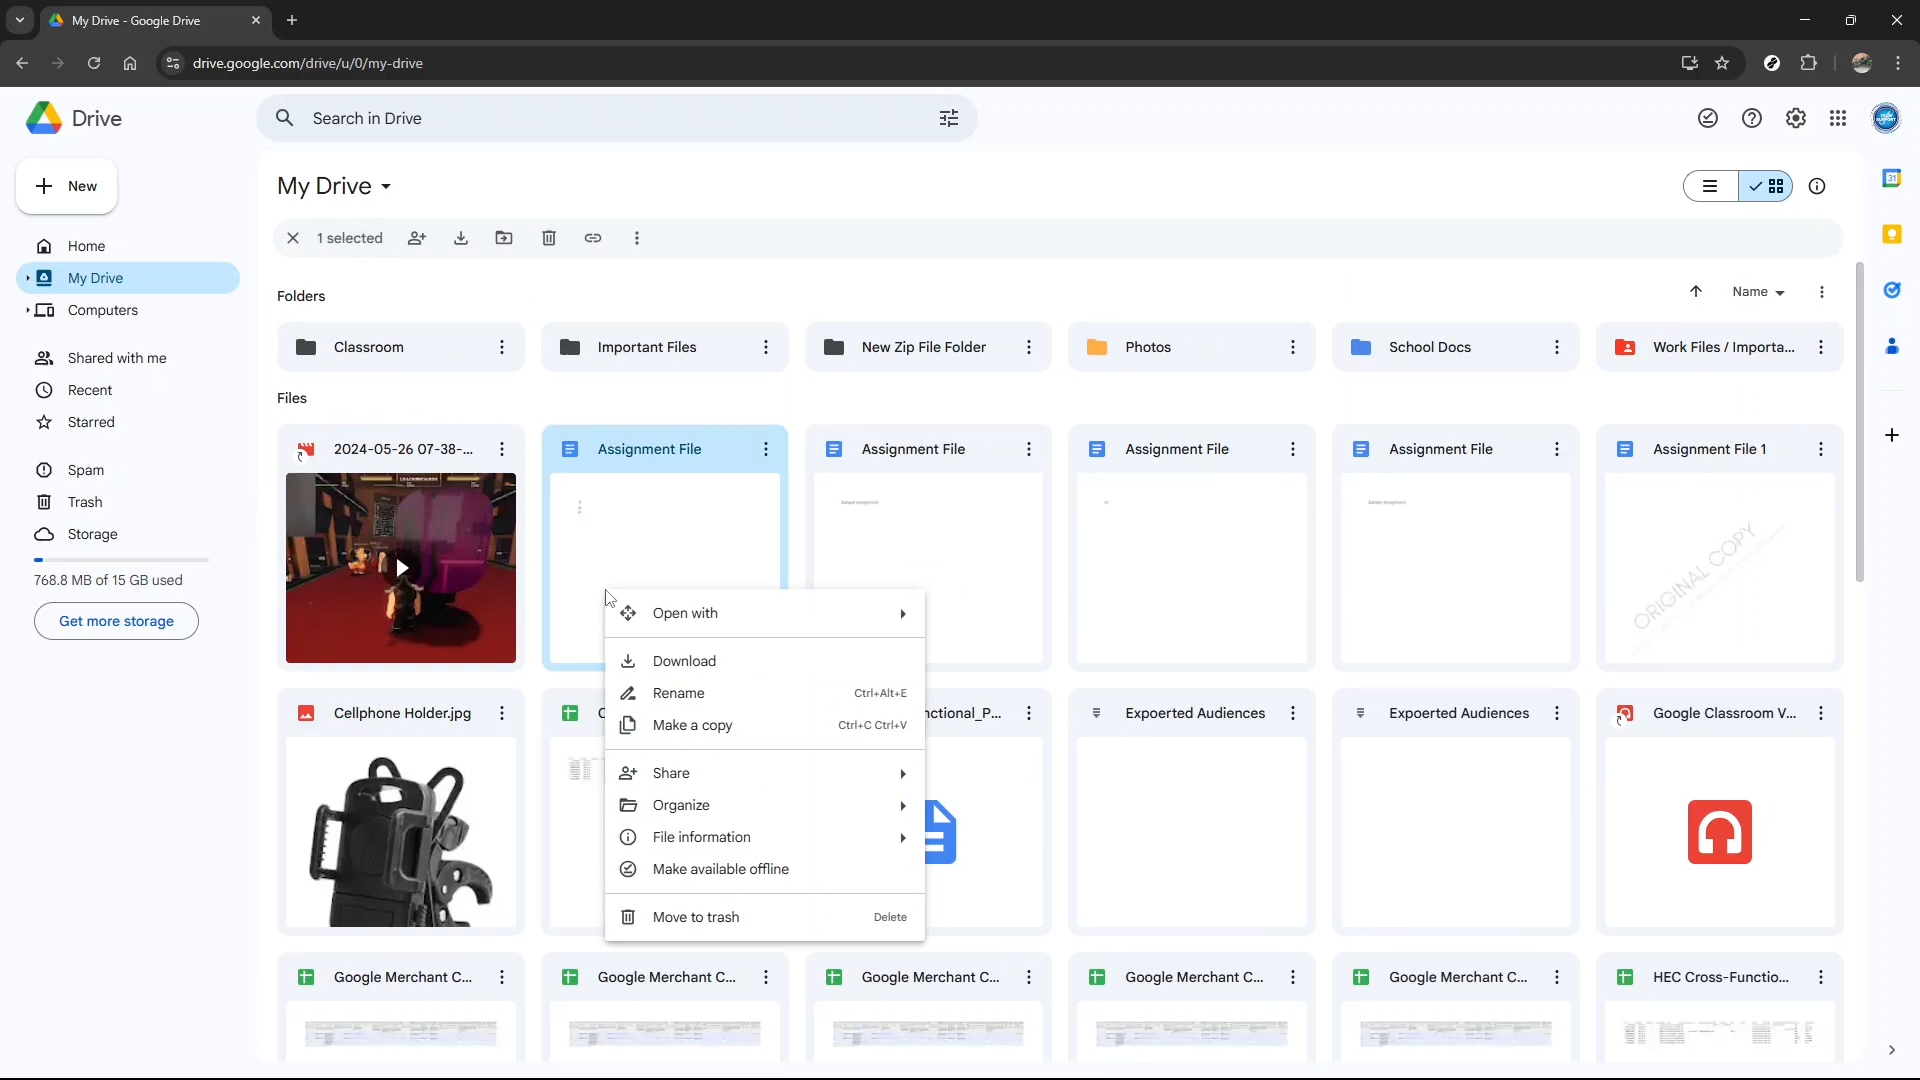 My Drive - Google Drive
drive.google.com/drive/u/0/my-drive
Drive
Search in Drive
New
My Drive
Home
My Drive
Computers
Shared with me
Recent
Starred
Spam
Trash
Storage
768.8 MB of 15 GB used
Get more storage
1 selected
Folders
Name
Classroom
Important Files
New Zip File Folder
Photos
School Docs
Work Files / Importa...
Files
2024-05-26 07-38-...
Assignment File
Assignment File
Assignment File
Assignment File
Assignment File 1
ORIGINAL COPY
Open with
Download
Rename Ctrl+Alt+E
Make a copy Ctrl+C Ctrl+V
Share
Organize
File information
Make available offline
Move to trash Delete
Cellphone Holder.jpg
C
nctional_P...
Expoerted Audiences
Expoerted Audiences
Google Classroom V...
Google Merchant C...
Google Merchant C...
Google Merchant C...
Google Merchant C...
Google Merchant C...
HEC Cross-Functio...
31